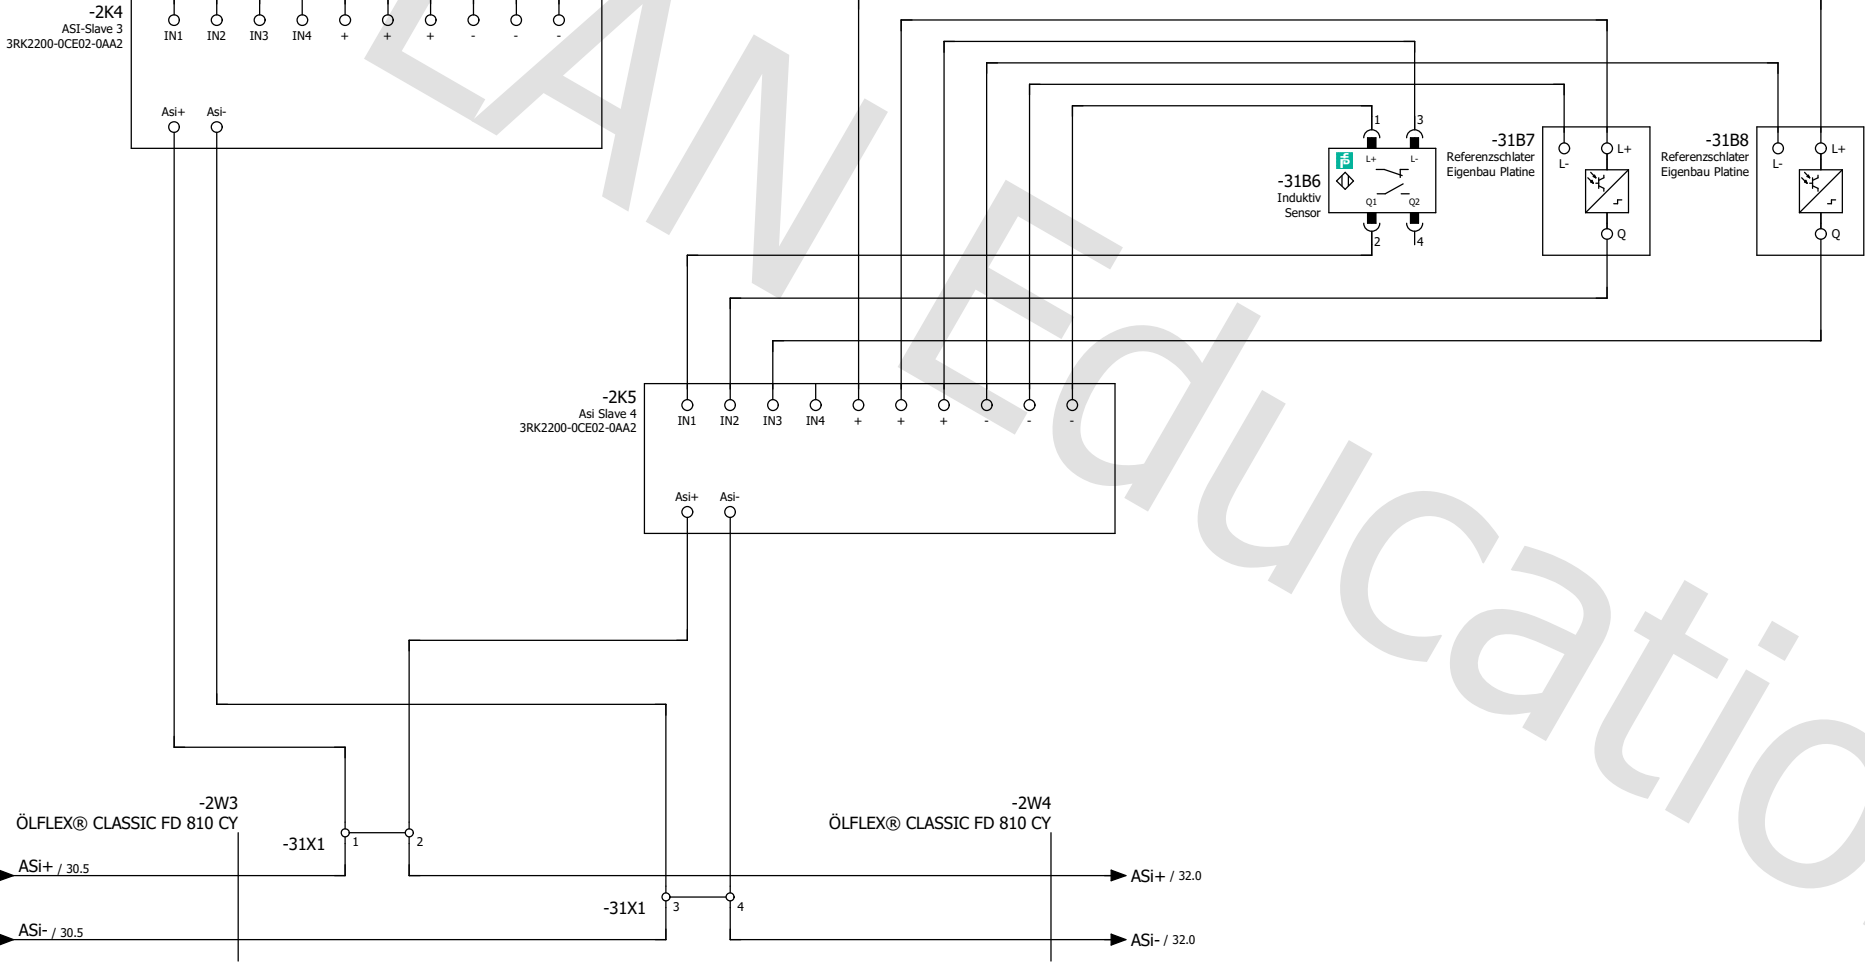 -2K4
ASI-Slave 3
3RK2200-0CE02-0AA2
IN1 IN2 IN3 IN4 + + + - - -
Asi+ Asi-
-31B6
Induktiv
Sensor
1 3
L+ L-
Q1 Q2
2 4
-31B7
Referenzschlater
Eigenbau Platine
L- L+
Q
-31B8
Referenzschlater
Eigenbau Platine
L- L+
Q
-2K5
Asi Slave 4
3RK2200-0CE02-0AA2
IN1 IN2 IN3 IN4 + + + - - -
Asi+ Asi-
-2W3
ÖLFLEX® CLASSIC FD 810 CY
-31X1 1 2
ASi+ / 30.5
-2W4
ÖLFLEX® CLASSIC FD 810 CY
ASi+ / 32.0
-31X1 3 4
ASi- / 30.5
ASi- / 32.0
LAN Educatio